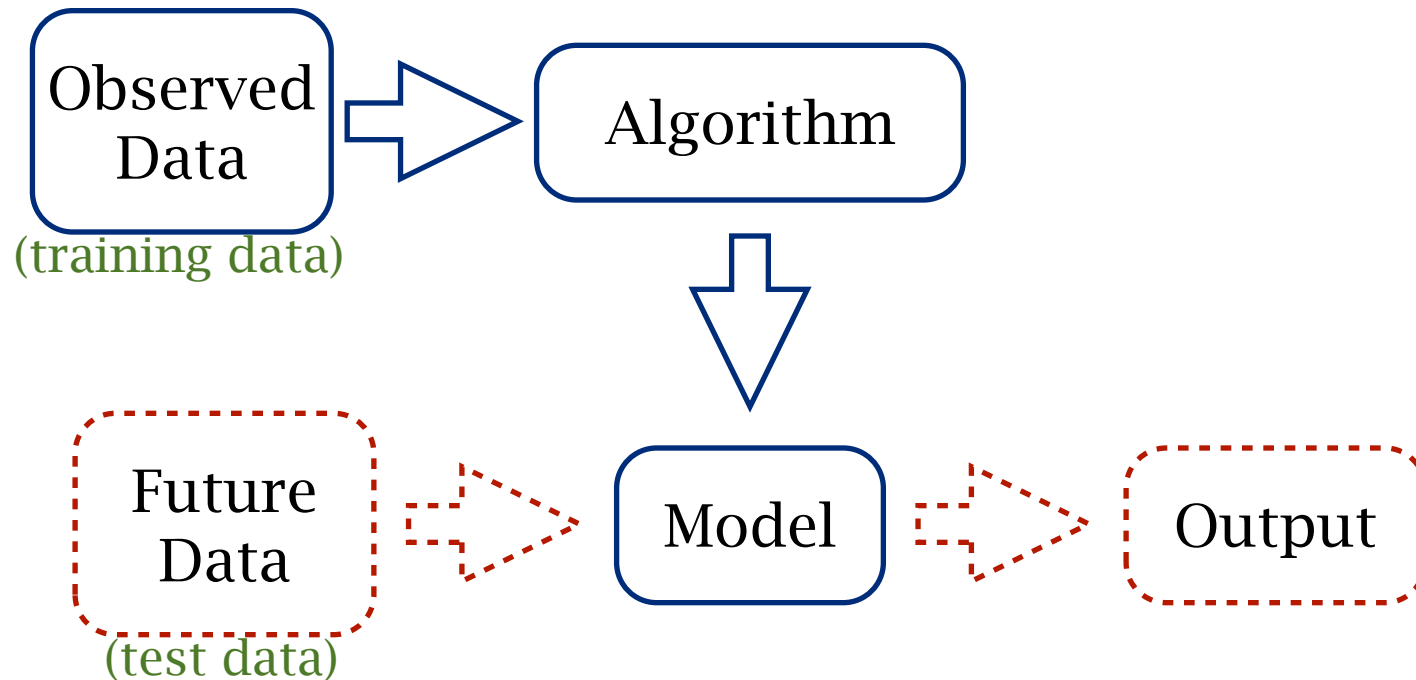 Observed
Data
(training data)
Algorithm
Future
Data
(test data)
Model
Output